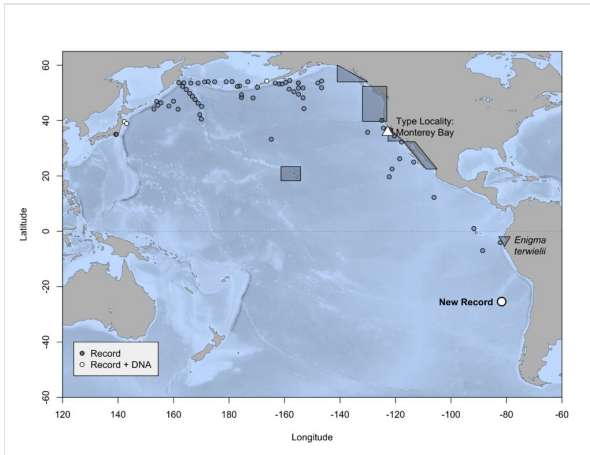 60
40
20
0
-20
-40
-60
Latitude
Type Locality:
Monterey Bay
Enigma
terwielii
New Record
Record
Record + DNA
120 140 160 180 -160 -140 -120 -100 -80 -60
Longitude